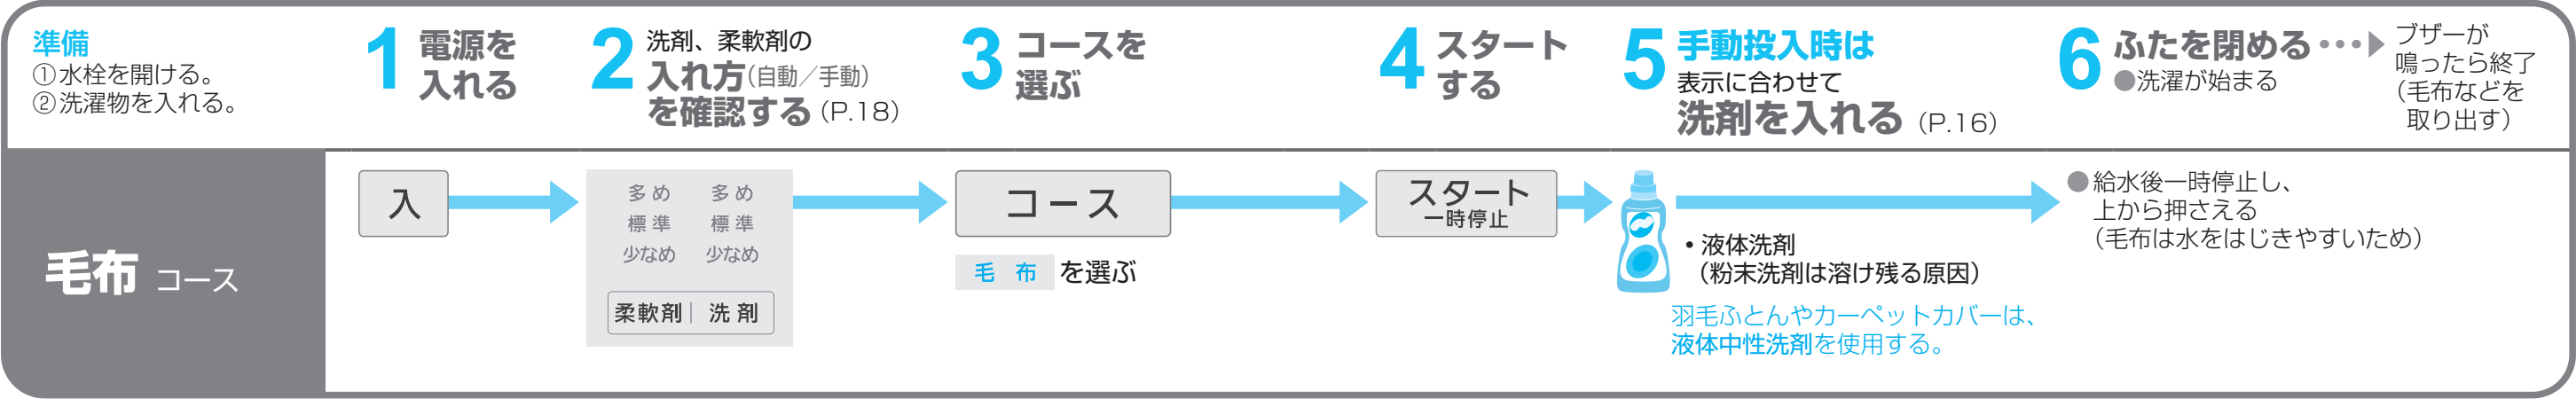 準備
①水栓を開ける。
②洗濯物を入れる。
1 電源を
入れる
2 洗剤、柔軟剤の
入れ方(自動／手動)
を確認する(P.18)
3 コースを
選ぶ
4 スタート
する
5 手動投入時は
表示に合わせて
洗剤を入れる(P.16)
6 ふたを閉める
●洗濯が始まる
ブザーが
鳴ったら終了
(毛布などを
取り出す)
毛布 コース
入
多め 多め
標準 標準
少なめ 少なめ
柔軟剤 洗剤
コース
毛布 を選ぶ
スタート
一時停止
・液体洗剤
(粉末洗剤は溶け残る原因)
羽毛ふとんやカーペットカバーは、
液体中性洗剤を使用する。
●給水後一時停止し、
上から押さえる
(毛布は水をはじきやすいため)